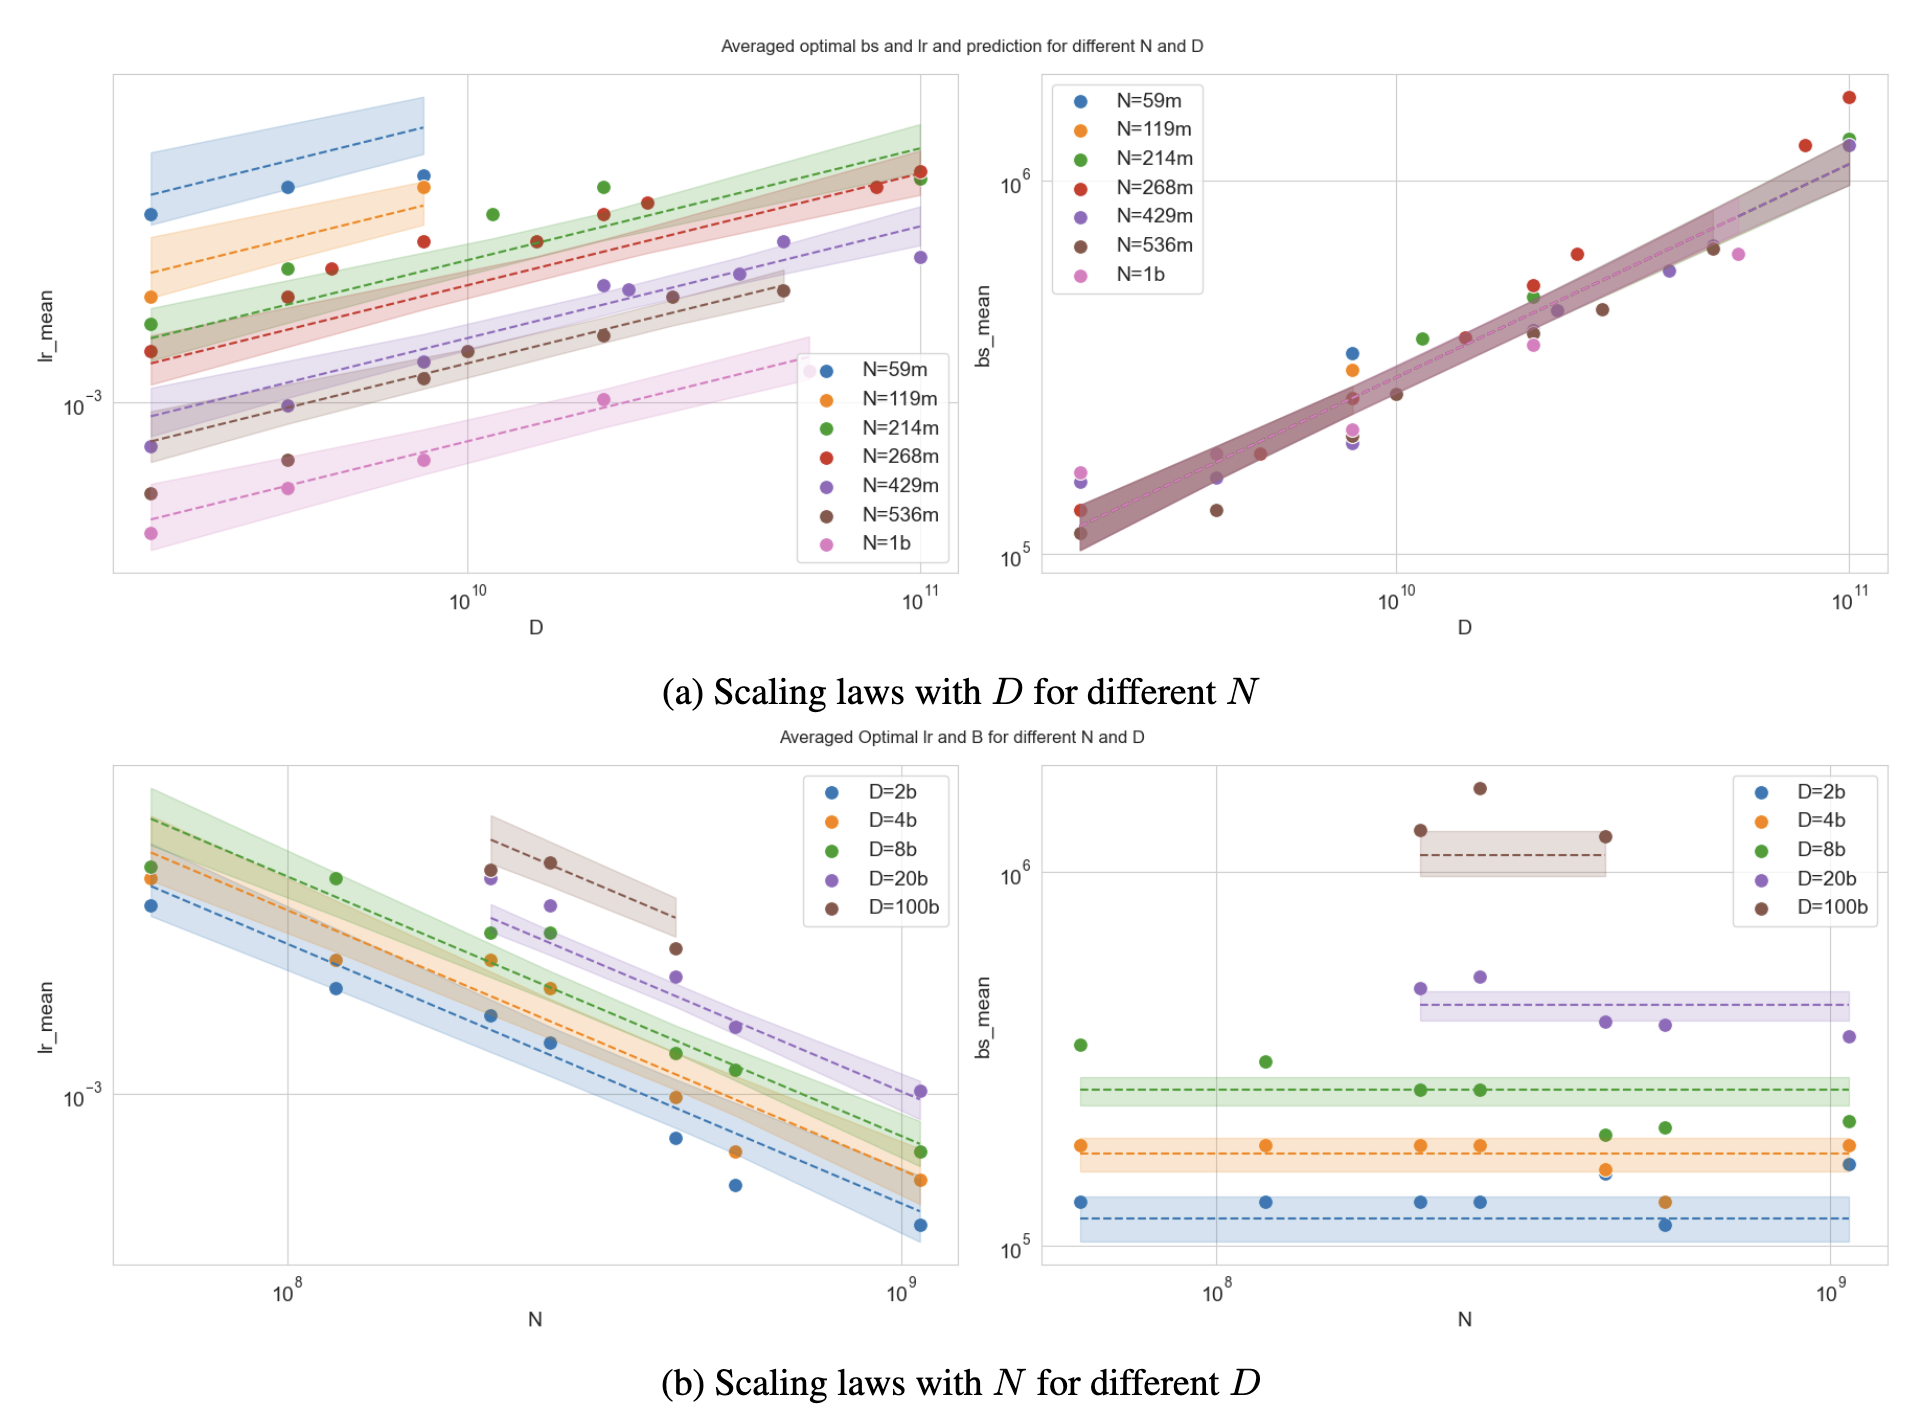 Averaged optimal bs and lr and prediction for different N and D
lr_mean
10^-3
N=59m
N=119m
N=214m
N=268m
N=429m
N=536m
N=1b
10^10
10^11
D
bs_mean
10^6
10^5
N=59m
N=119m
N=214m
N=268m
N=429m
N=536m
N=1b
10^10
10^11
D
(a) Scaling laws with D for different N
Averaged Optimal lr and B for different N and D
lr_mean
10^-3
D=2b
D=4b
D=8b
D=20b
D=100b
10^8
10^9
N
bs_mean
10^6
10^5
D=2b
D=4b
D=8b
D=20b
D=100b
10^8
10^9
N
(b) Scaling laws with N for different D